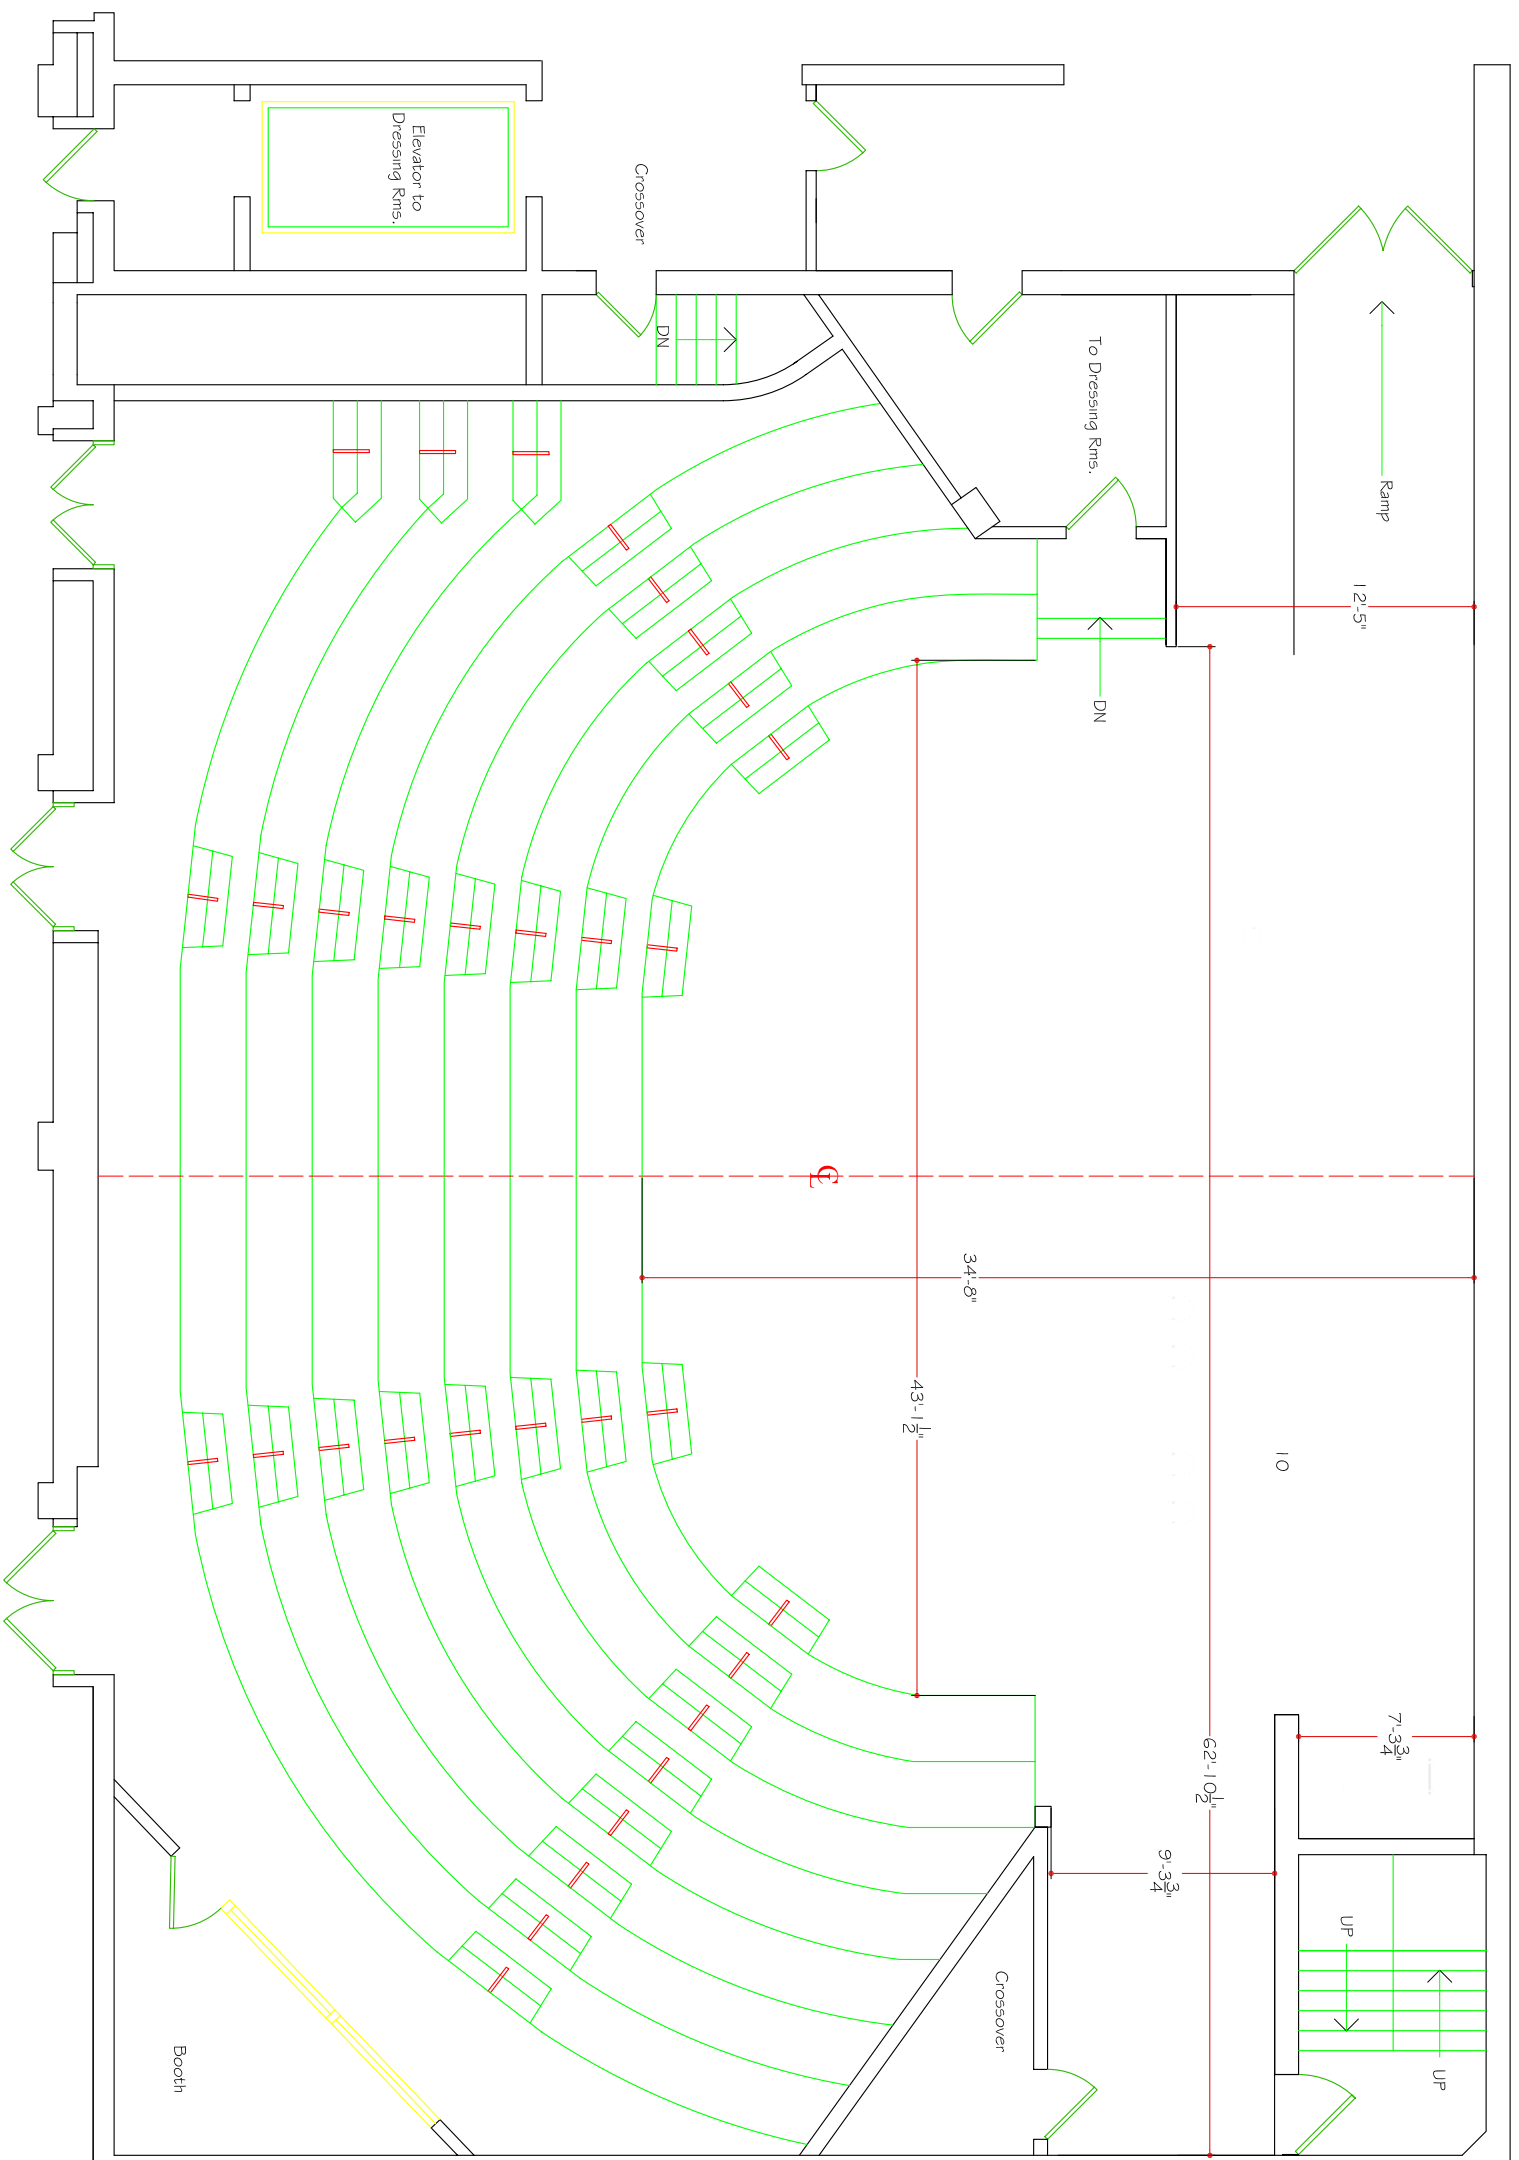 Elevator to
Dressing Rms.
Crossover
DN
To Dressing Rms.
Ramp
12'-5"
DN
CL
34'-8"
43'-1 1/2"
10
7'-3 3/4"
62'-10 1/2"
9'-3 3/4"
UP
UP
Crossover
Booth